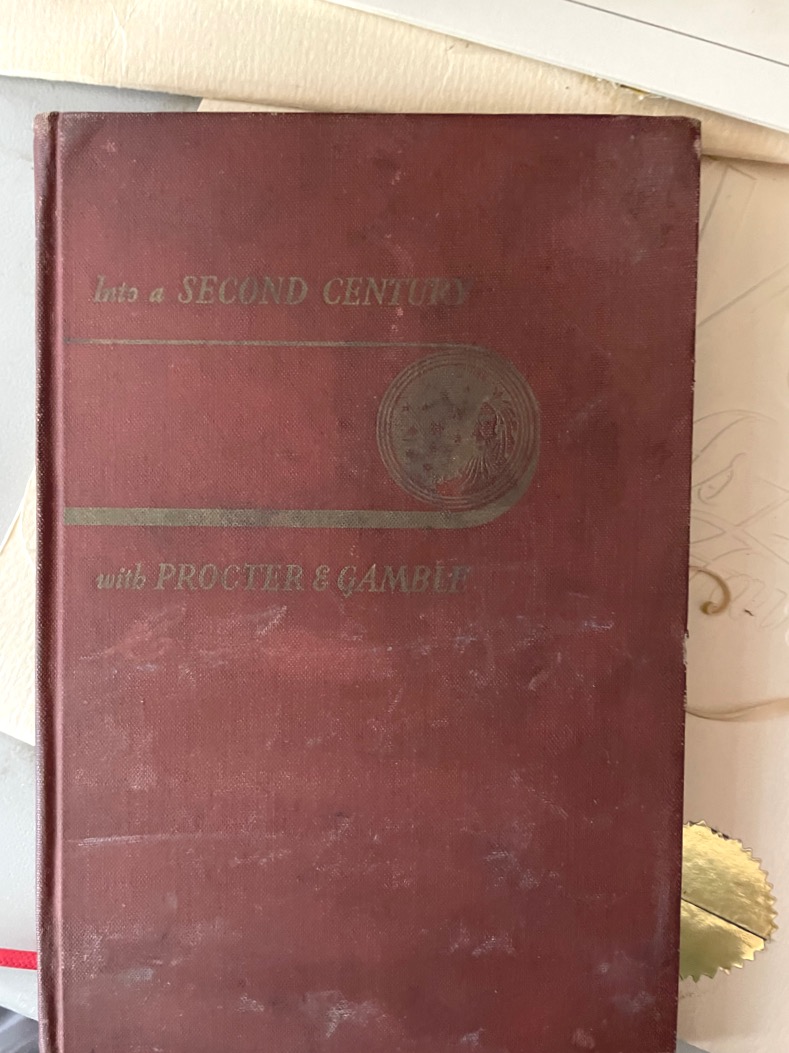 Into a SECOND CENTURY
with PROCTER & GAMBLE